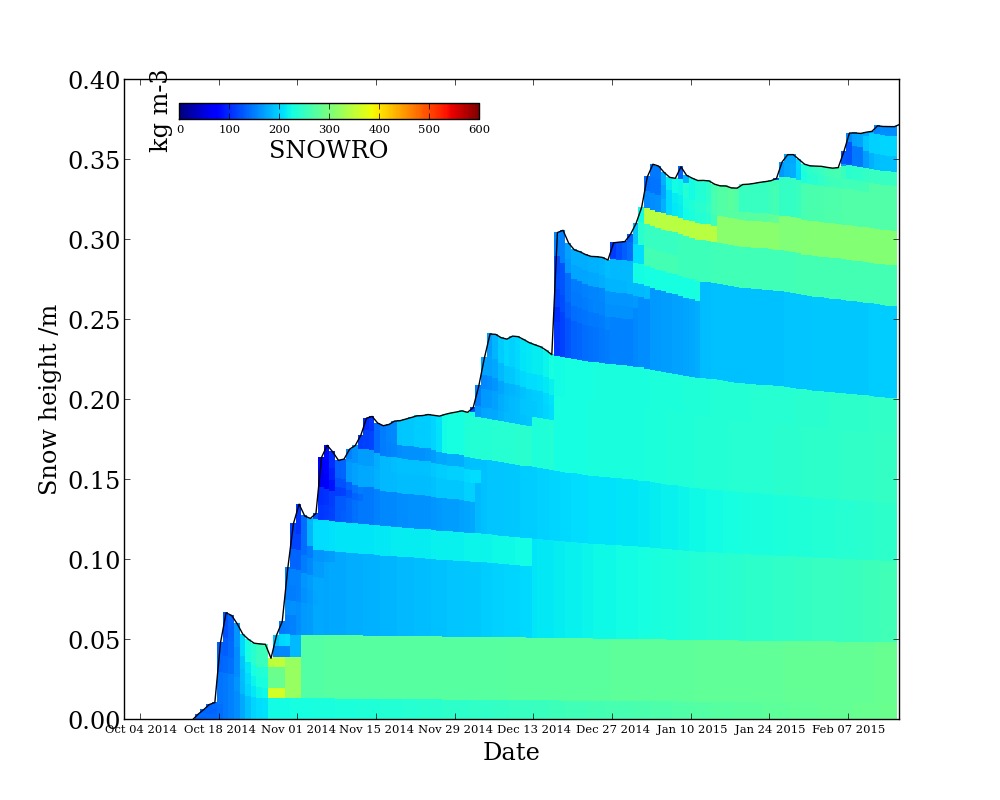 0.40
kg m-3
0 100 200 300 400 500 600
SNOWRO
0.35
0.30
0.25
0.20
0.15
0.10
0.05
0.00
Snow height /m
Oct 04 2014 Oct 18 2014 Nov 01 2014 Nov 15 2014 Nov 29 2014 Dec 13 2014 Dec 27 2014 Jan 10 2015 Jan 24 2015 Feb 07 2015
Date